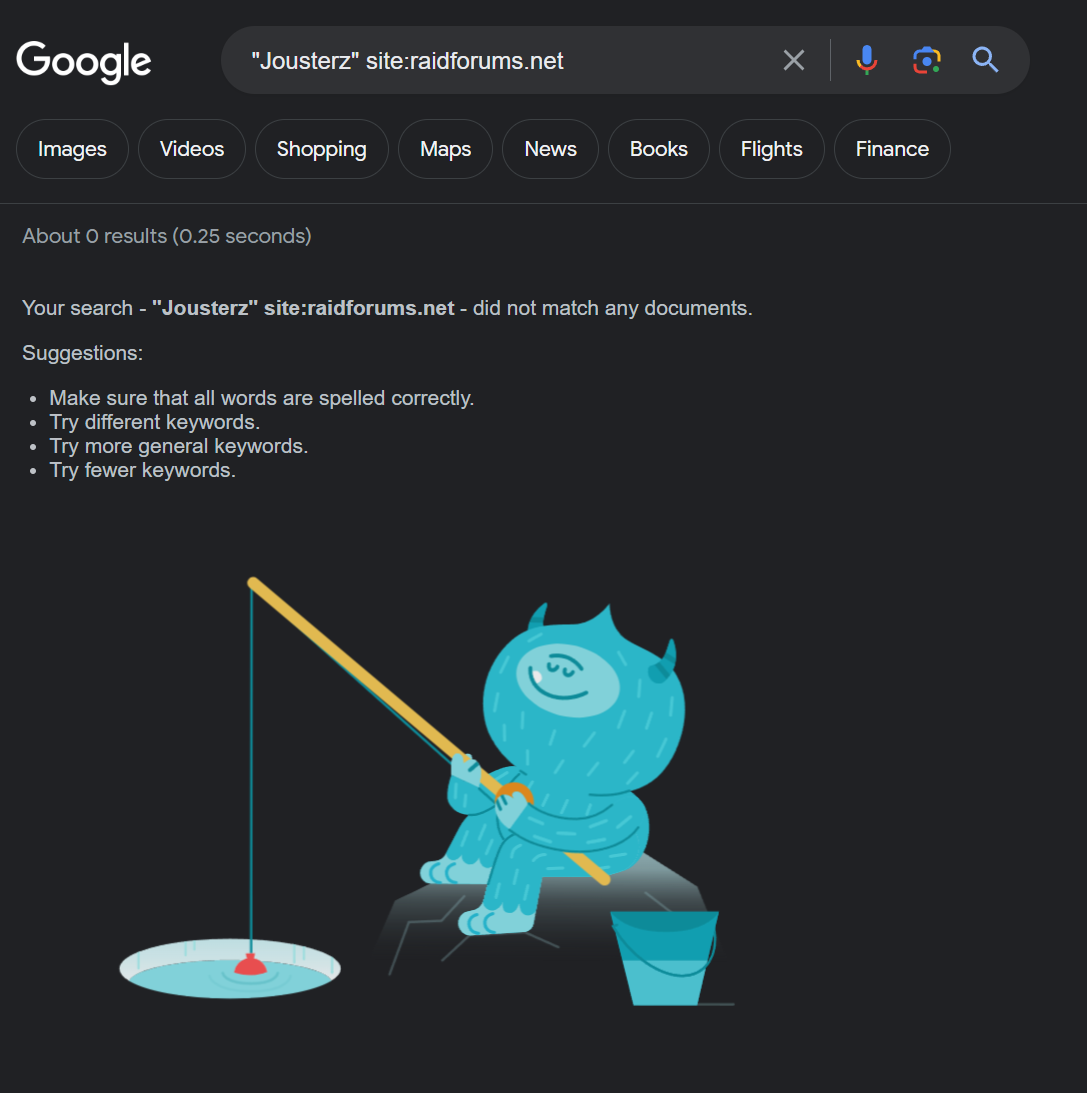 Google
"Jousterz" site:raidforums.net
Images Videos Shopping Maps News Books Flights Finance
About 0 results (0.25 seconds)
Your search - "Jousterz" site:raidforums.net - did not match any documents.
Suggestions:
Make sure that all words are spelled correctly.
Try different keywords.
Try more general keywords.
Try fewer keywords.